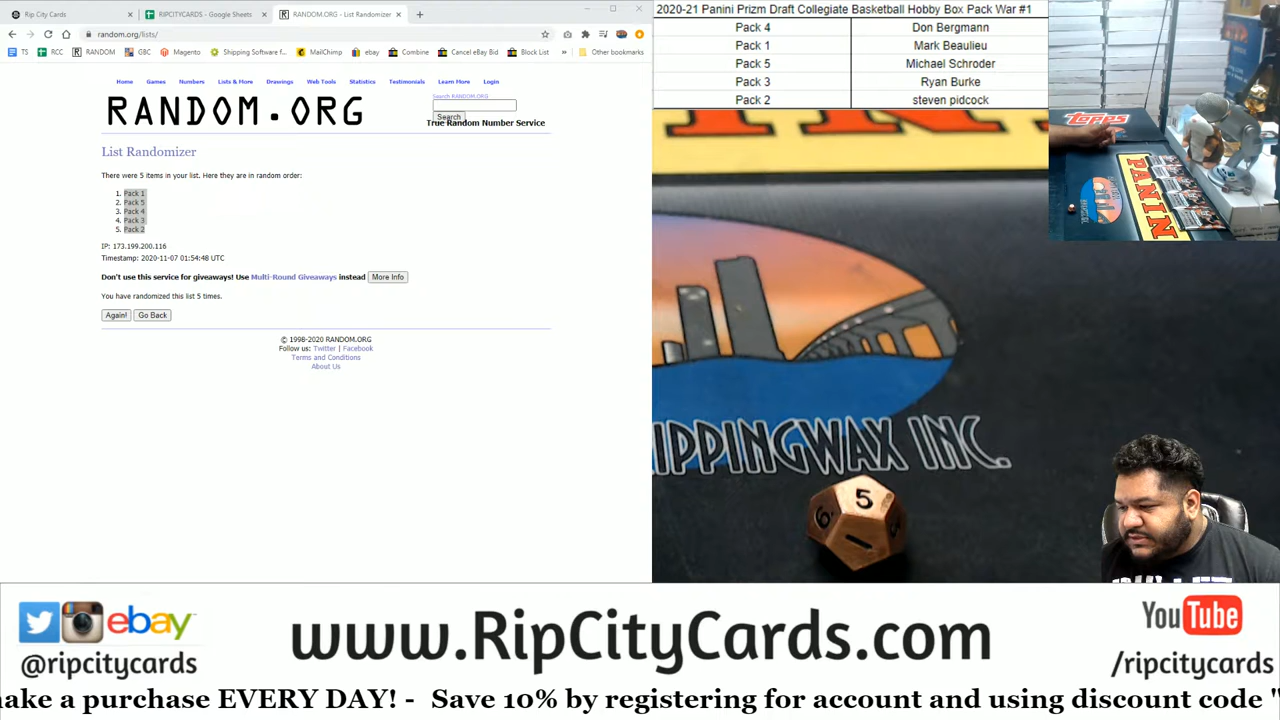 Rip City Cards
RIPCITYCARDS - Google Sheets
RANDOM.ORG - List Randomizer
random.org/lists/
TS
RCC
RANDOM
GBC
Magento
Shipping Software f...
MailChimp
ebay
Combine
Cancel eBay Bid
Block List
»
Other bookmarks
Home
Games
Numbers
Lists & More
Drawings
Web Tools
Statistics
Testimonials
Learn More
Login
Search RANDOM.ORG
Search
RANDOM.ORG
True Random Number Service
List Randomizer
There were 5 items in your list. Here they are in random order:
1. Pack 1
2. Pack 5
3. Pack 4
4. Pack 3
5. Pack 2
IP: 173.199.200.116
Timestamp: 2020-11-07 01:54:48 UTC
Don't use this service for giveaways! Use Multi-Round Giveaways instead
More Info
You have randomized this list 5 times.
Again!
Go Back
© 1998-2020 RANDOM.ORG
Follow us: Twitter | Facebook
Terms and Conditions
About Us
2020-21 Panini Prizm Draft Collegiate Basketball Hobby Box Pack War #1
Pack 4 Don Bergmann
Pack 1 Mark Beaulieu
Pack 5 Michael Schroder
Pack 3 Ryan Burke
Pack 2 steven pidcock
Topps
PANINI
IPPINGWAX INC.
5
6.
1
ebay
@ripcitycards
www.RipCityCards.com
YouTube
/ripcitycards
make a purchase EVERY DAY! - Save 10% by registering for account and using discount code "